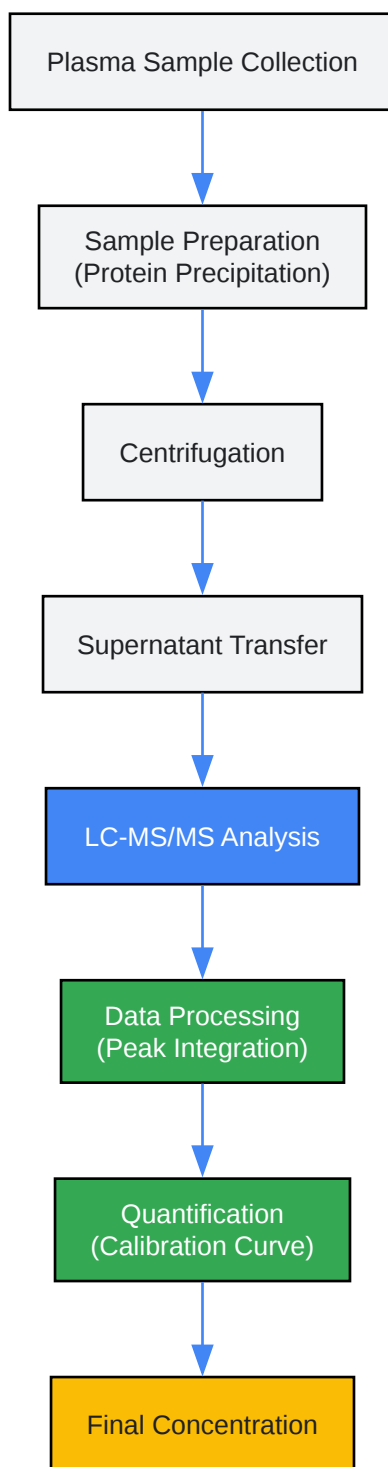 Plasma Sample Collection
Sample Preparation
(Protein Precipitation)
Centrifugation
Supernatant Transfer
LC-MS/MS Analysis
Data Processing
(Peak Integration)
Quantification
(Calibration Curve)
Final Concentration